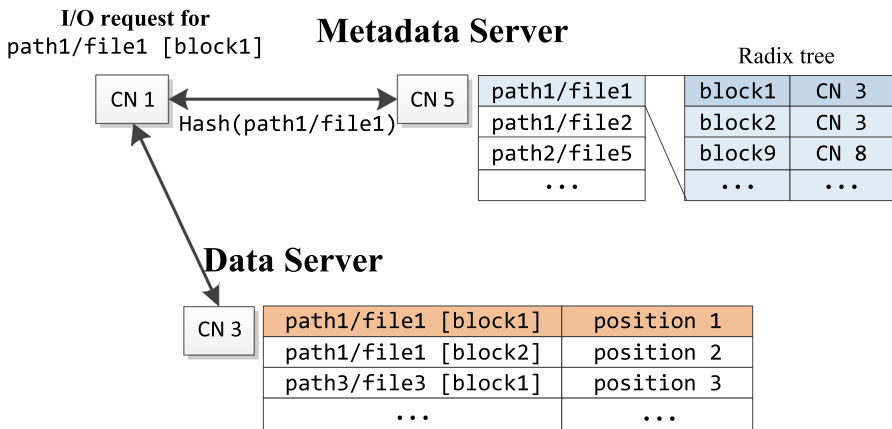 I/O request for
path1/file1 [block1]
Metadata Server
Radix tree
CN 1
Hash(path1/file1)
CN 5
path1/file1
path1/file2
path2/file5
...
block1 CN 3
block2 CN 3
block9 CN 8
... ...
Data Server
CN 3
path1/file1 [block1] position 1
path1/file1 [block2] position 2
path3/file3 [block1] position 3
... ...